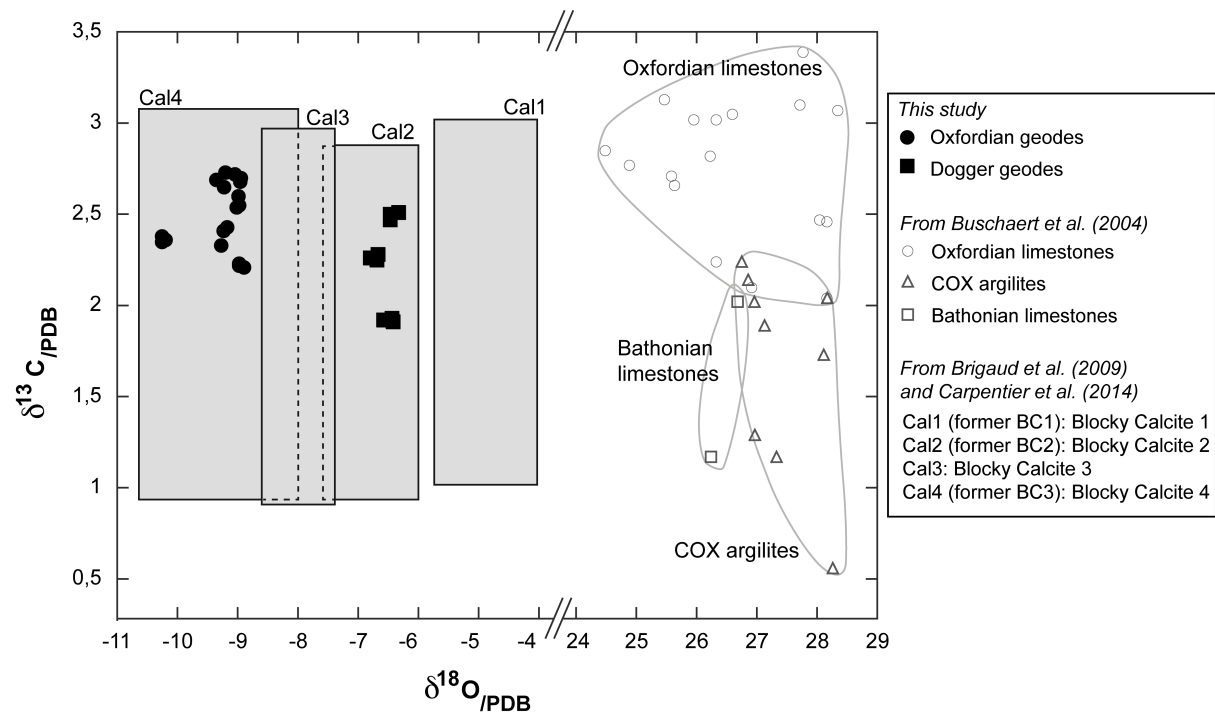 3,5
3
2,5
2
1,5
1
0,5
δ13 C/PDB
Cal4
Cal3
Cal2
Cal1
Oxfordian limestones
Bathonian
limestones
COX argilites
-11 -10 -9 -8 -7 -6 -5 -4 24 25 26 27 28 29
δ18O/PDB
This study
Oxfordian geodes
Dogger geodes
From Buschaert et al. (2004)
Oxfordian limestones
COX argilites
Bathonian limestones
From Brigaud et al. (2009)
and Carpentier et al. (2014)
Cal1 (former BC1): Blocky Calcite 1
Cal2 (former BC2): Blocky Calcite 2
Cal3: Blocky Calcite 3
Cal4 (former BC3): Blocky Calcite 4